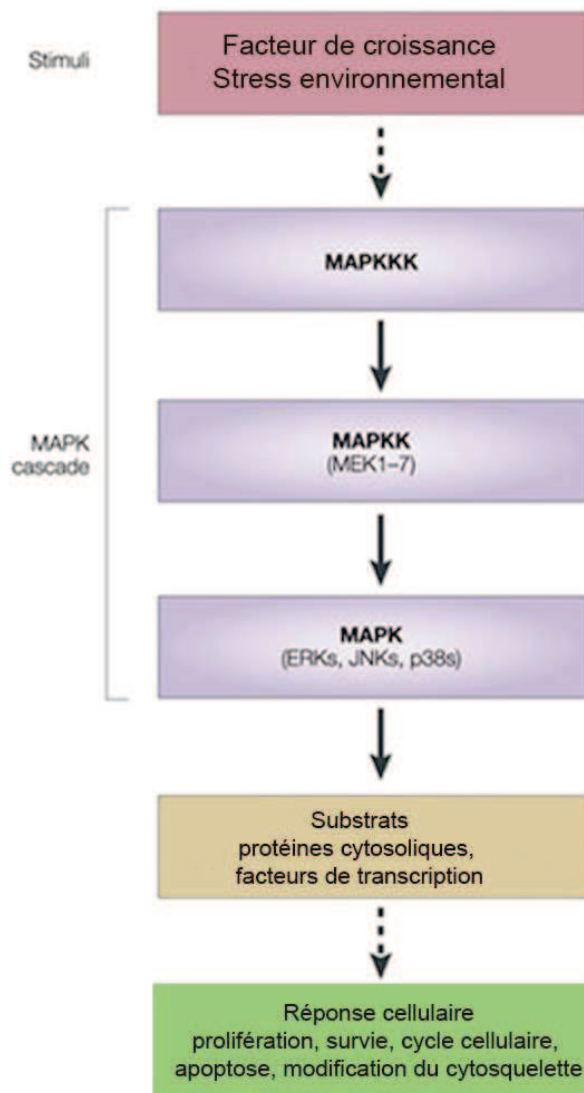 Stimuli
Facteur de croissance
Stress environnemental
MAPKKK
MAPK
cascade
MAPKK
(MEK1–7)
MAPK
(ERKs, JNKs, p38s)
Substrats
protéines cytosoliques,
facteurs de transcription
Réponse cellulaire
prolifération, survie, cycle cellulaire,
apoptose, modification du cytosquelette